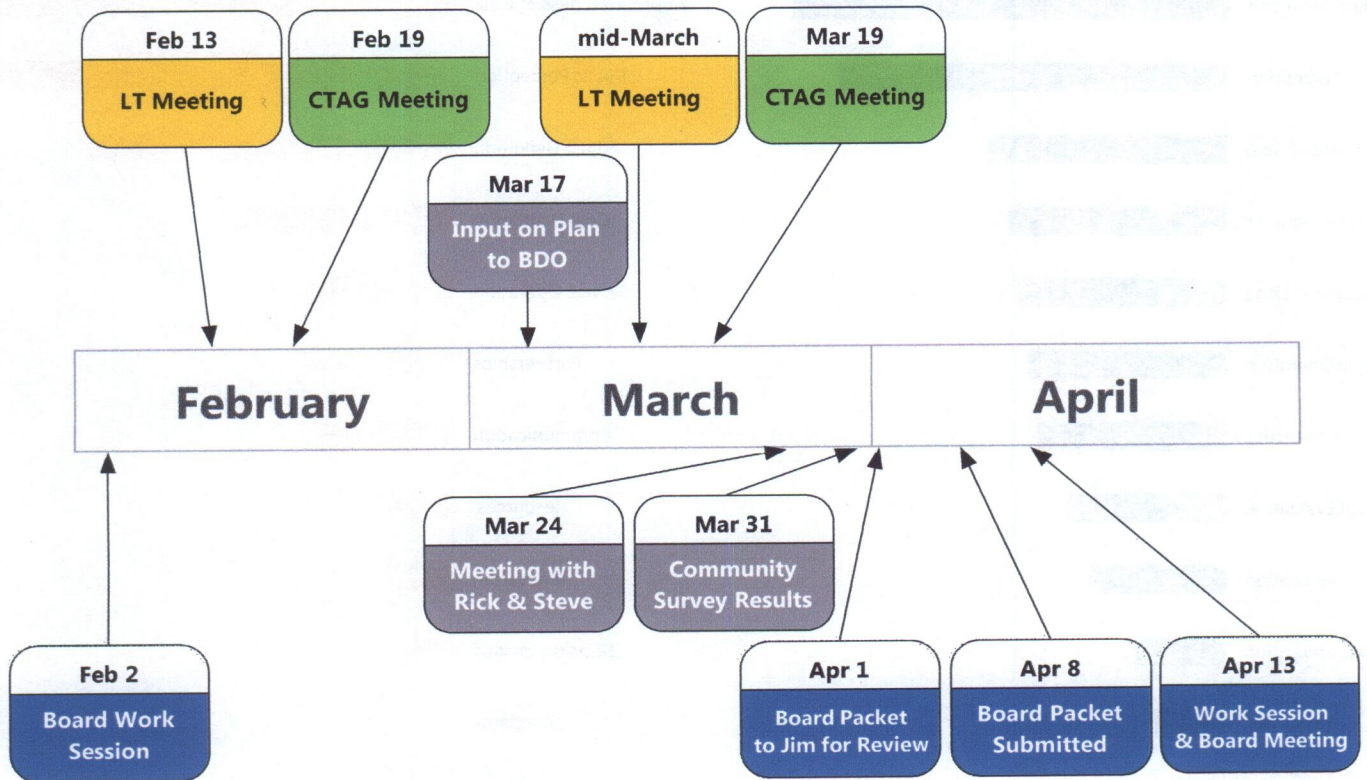 Feb 13
LT Meeting
Feb 19
CTAG Meeting
mid-March
LT Meeting
Mar 19
CTAG Meeting
Mar 17
Input on Plan
to BDO
February
March
April
Mar 24
Meeting with
Rick & Steve
Mar 31
Community
Survey Results
Feb 2
Board Work
Session
Apr 1
Board Packet
to Jim for Review
Apr 8
Board Packet
Submitted
Apr 13
Work Session
& Board Meeting